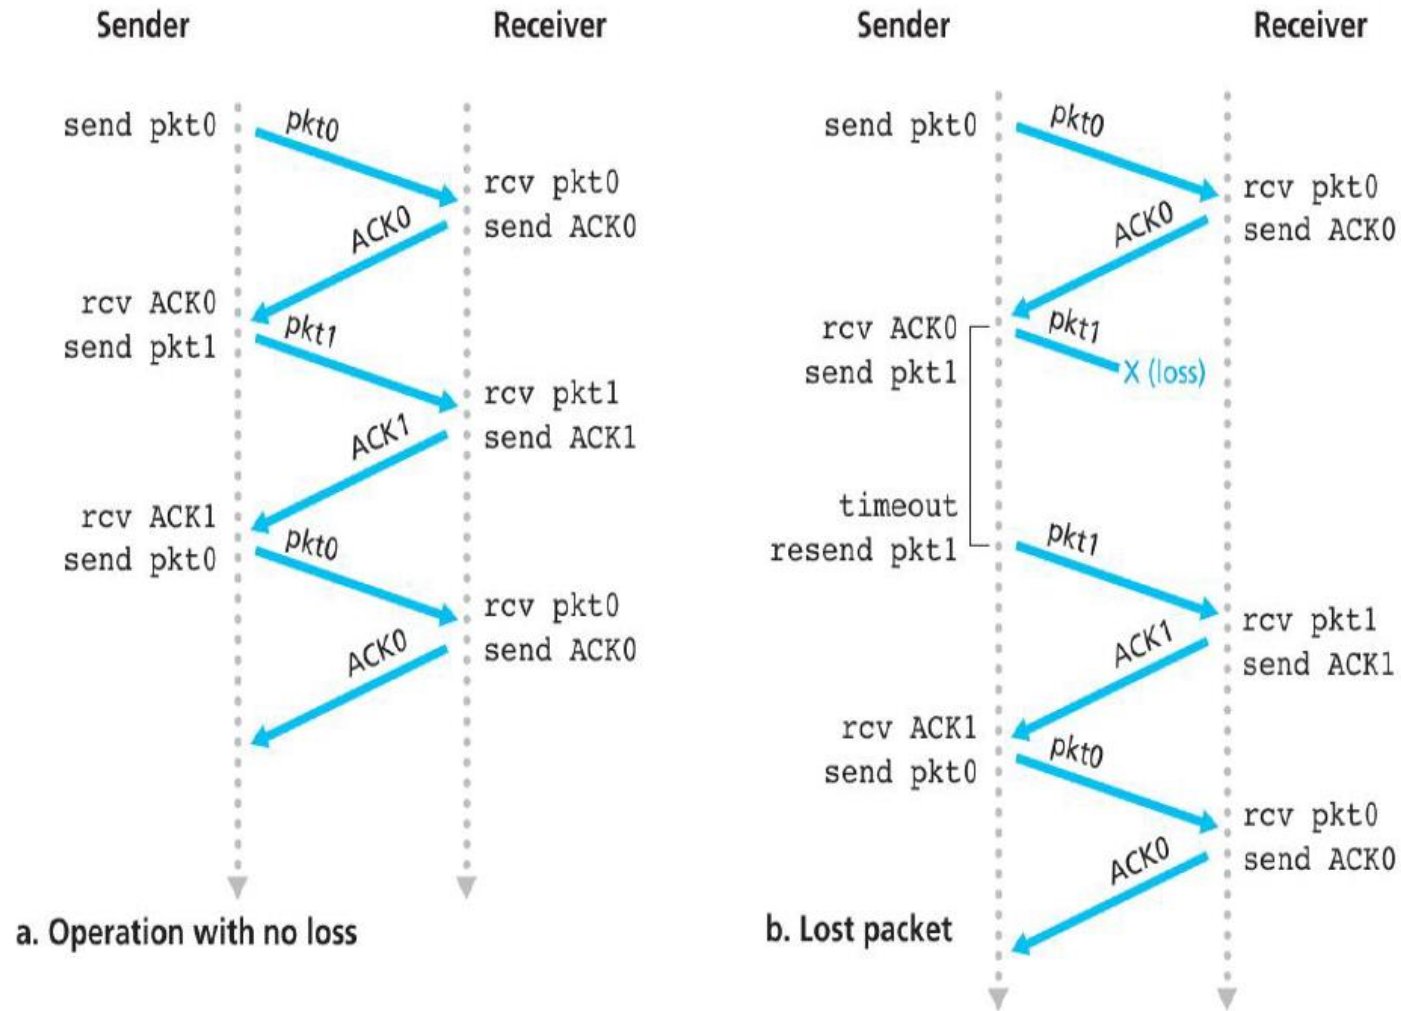 Sender
Receiver
send pkt0
pkt0
rcv pkt0
send ACK0
ACK0
rcv ACK0
send pkt1
pkt1
rcv pkt1
send ACK1
ACK1
rcv ACK1
send pkt0
pkt0
rcv pkt0
send ACK0
ACK0
a. Operation with no loss
Sender
Receiver
send pkt0
pkt0
rcv pkt0
send ACK0
ACK0
rcv ACK0
send pkt1
pkt1
X (loss)
timeout
resend pkt1
pkt1
rcv pkt1
send ACK1
ACK1
rcv ACK1
send pkt0
pkt0
rcv pkt0
send ACK0
ACK0
b. Lost packet